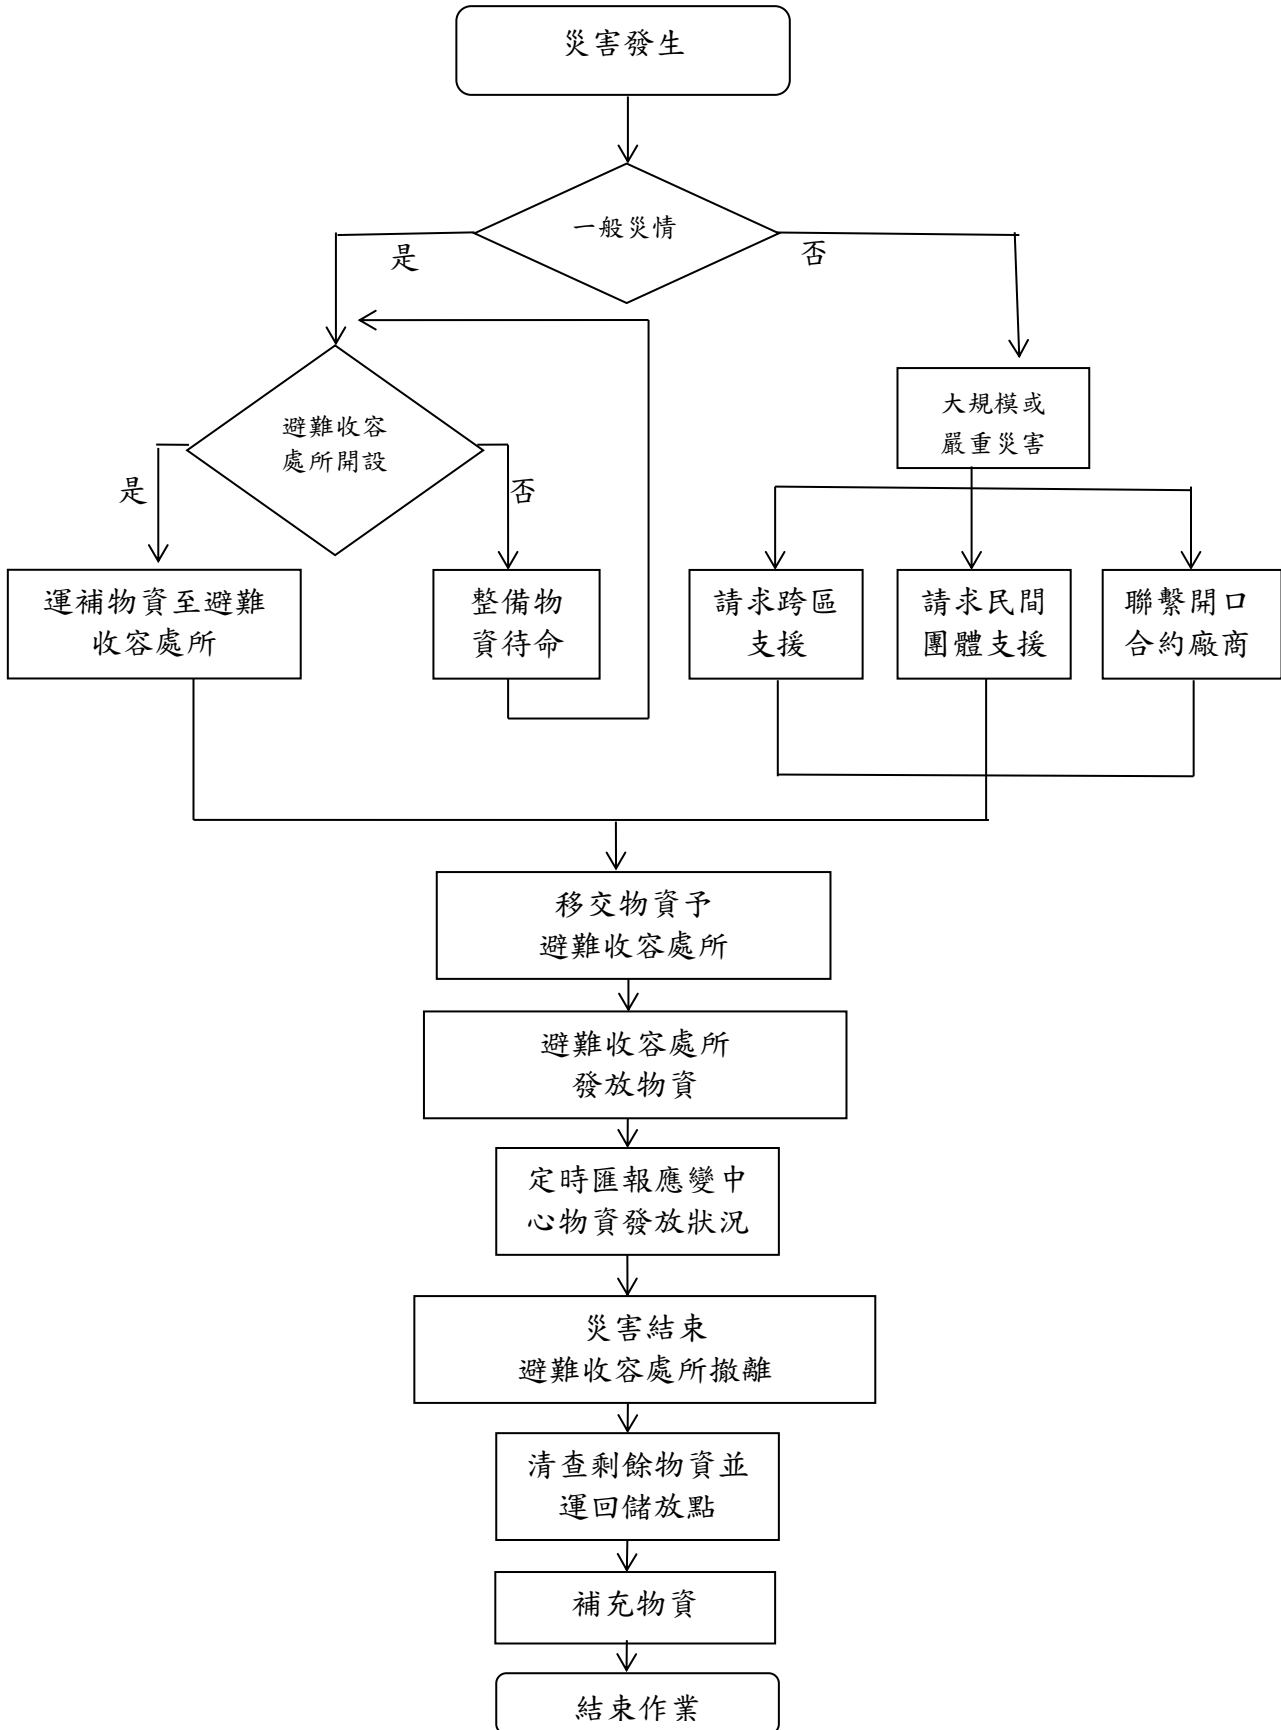 災害發生
一般災情
是
否
避難收容
處所開設
大規模或
嚴重災害
是
否
運補物資至避難
收容處所
整備物
資待命
請求跨區
支援
請求民間
團體支援
聯繫開口
合約廠商
移交物資予
避難收容處所
避難收容處所
發放物資
定時匯報應變中
心物資發放狀況
災害結束
避難收容處所撤離
清查剩餘物資並
運回儲放點
補充物資
結束作業